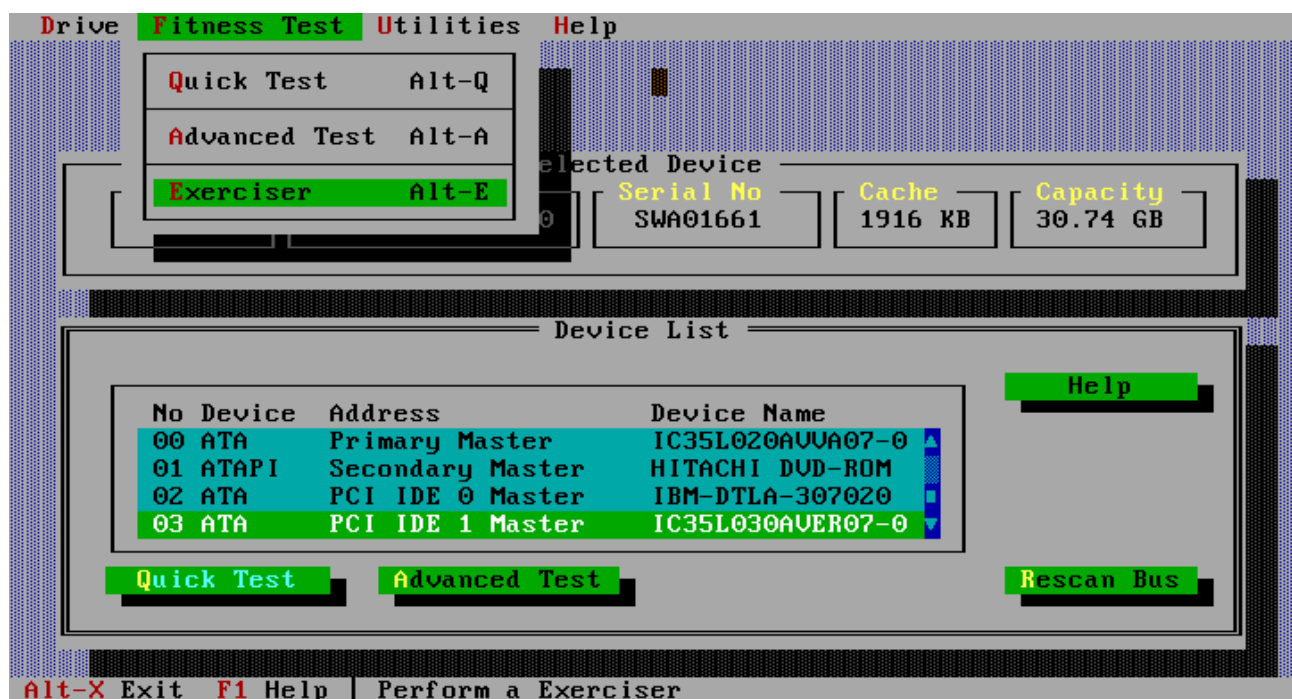 Drive Fitness Test Utilities Help
Quick Test Alt-Q
Advanced Test Alt-A
Exerciser Alt-E
elected Device
Serial No Cache Capacity
0 SWA01661 1916 KB 30.74 GB
Device List
Help
No Device Address Device Name
00 ATA Primary Master IC35L020AVVA07-0
01 ATAPI Secondary Master HITACHI DVD-ROM
02 ATA PCI IDE 0 Master IBM-DTLA-307020
03 ATA PCI IDE 1 Master IC35L030AVER07-0
Quick Test Advanced Test Rescan Bus
Alt-X Exit F1 Help Perform a Exerciser